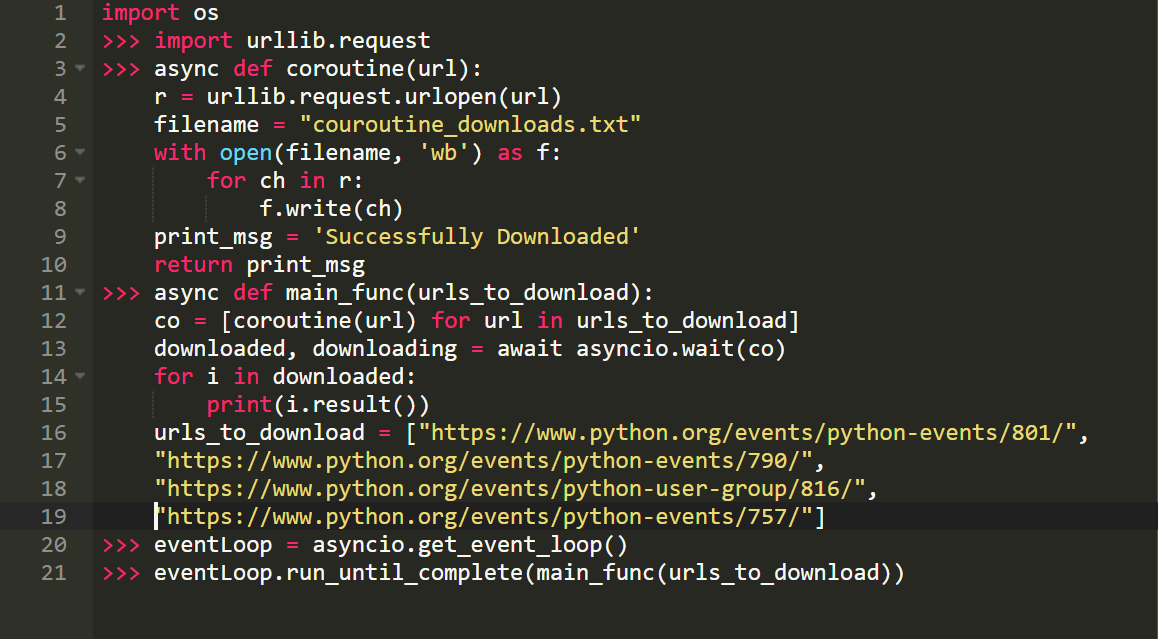 1 import os
2 >>> import urllib.request
3 >>> async def coroutine(url):
4     r = urllib.request.urlopen(url)
5     filename = "couroutine_downloads.txt"
6     with open(filename, 'wb') as f:
7         for ch in r:
8             f.write(ch)
9     print_msg = 'Successfully Downloaded'
10     return print_msg
11 >>> async def main_func(urls_to_download):
12     co = [coroutine(url) for url in urls_to_download]
13     downloaded, downloading = await asyncio.wait(co)
14     for i in downloaded:
15         print(i.result())
16     urls_to_download = ["https://www.python.org/events/python-events/801/",
17     "https://www.python.org/events/python-events/790/",
18     "https://www.python.org/events/python-user-group/816/",
19     "https://www.python.org/events/python-events/757/"]
20 >>> eventLoop = asyncio.get_event_loop()
21 >>> eventLoop.run_until_complete(main_func(urls_to_download))